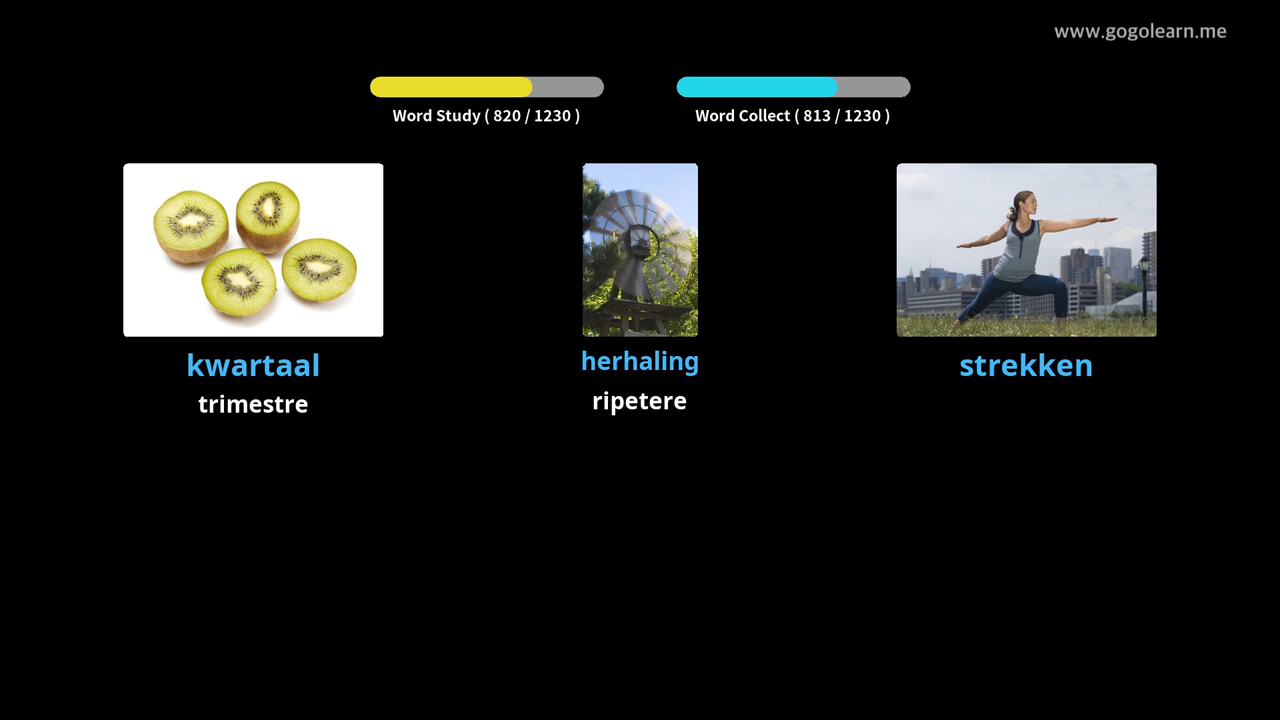 www.gogolearn.me
Word Study ( 820 / 1230 )
Word Collect ( 813 / 1230 )
kwartaal
trimestre
herhaling
ripetere
strekken